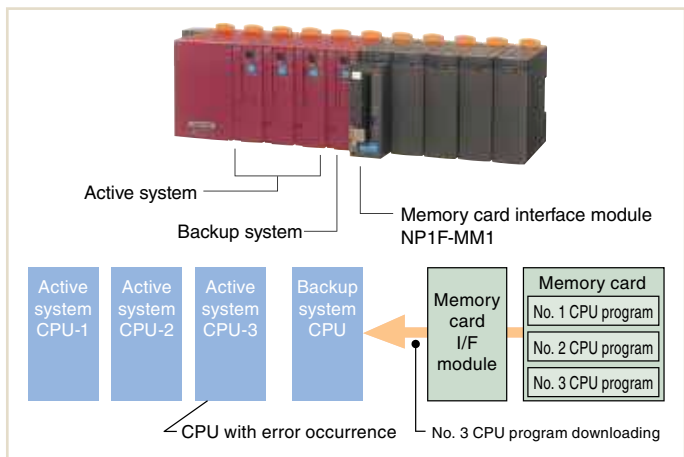 Active system
Backup system
Memory card interface module
NP1F-MM1
Active
system
CPU-1
Active
system
CPU-2
Active
system
CPU-3
Backup
system
CPU
Memory
card
I/F
module
Memory card
No. 1 CPU program
No. 2 CPU program
No. 3 CPU program
CPU with error occurrence
No. 3 CPU program downloading